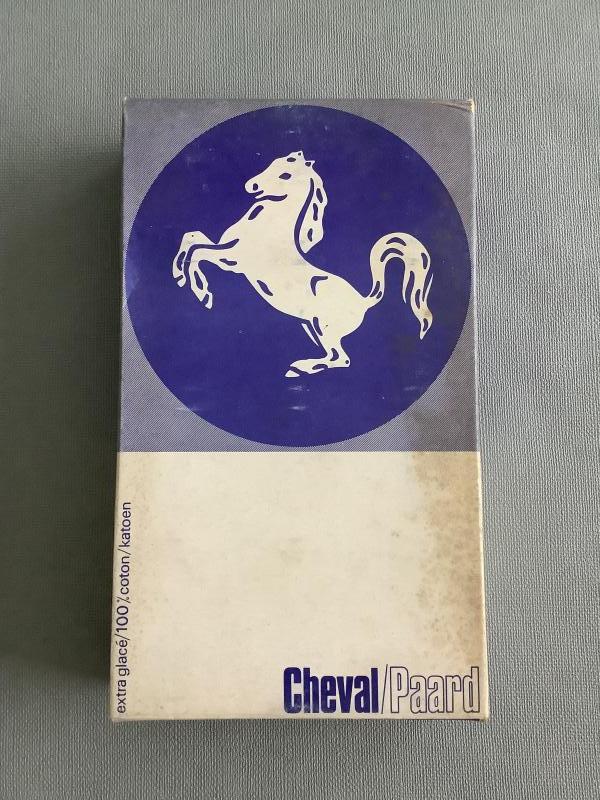 extra glacé/100% coton/katoen
Cheval/Paard